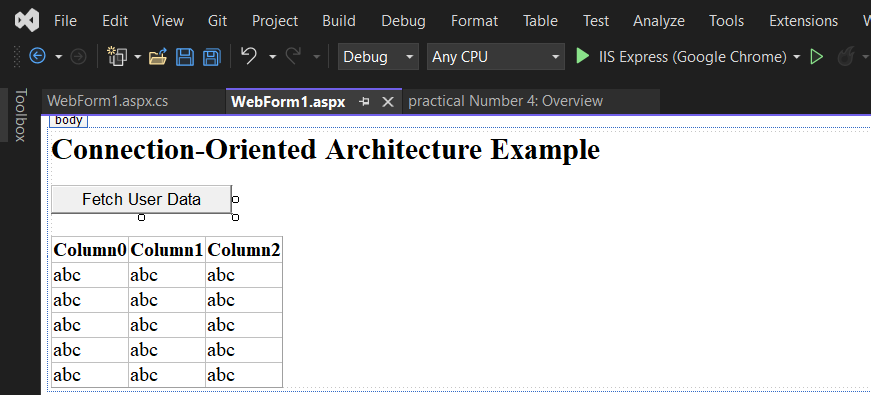 File Edit View Git Project Build Debug Format Table Test Analyze Tools Extensions
Debug Any CPU IIS Express (Google Chrome)
Toolbox
WebForm1.aspx.cs WebForm1.aspx practical Number 4: Overview
body
Connection-Oriented Architecture Example
Fetch User Data
Column0 Column1 Column2
abc abc abc
abc abc abc
abc abc abc
abc abc abc
abc abc abc